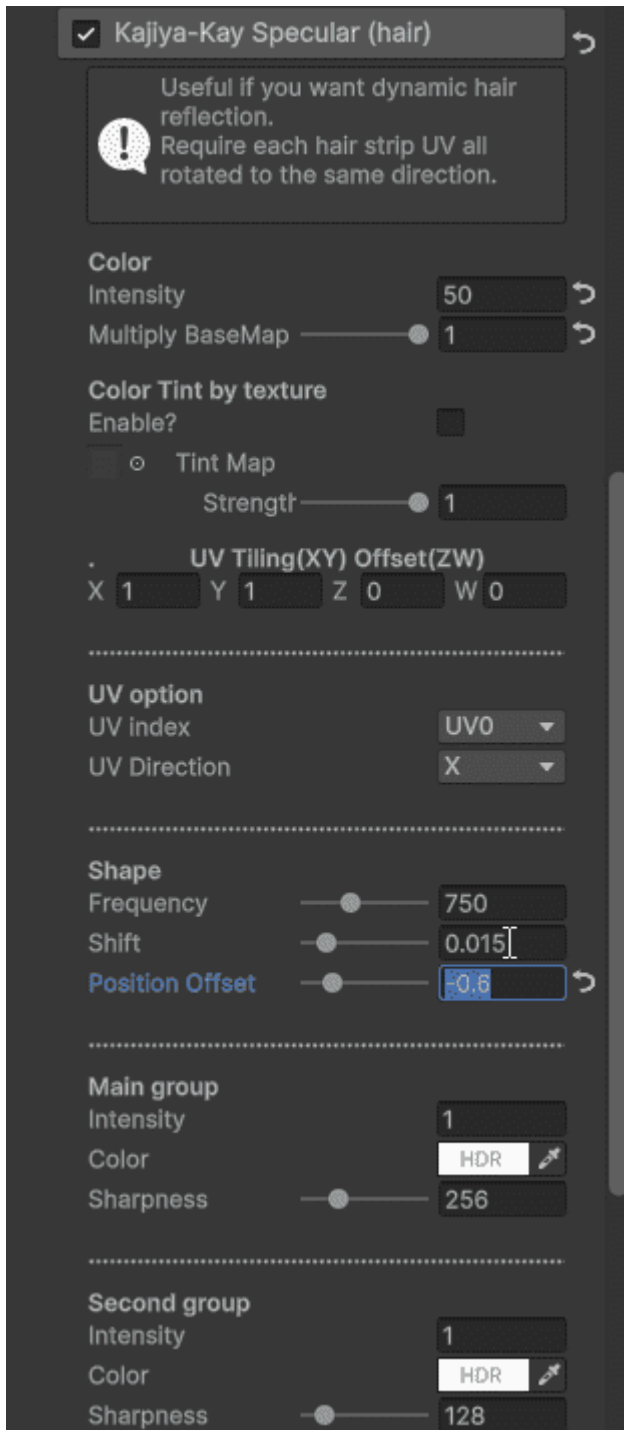 Kajiya-Kay Specular (hair)
Useful if you want dynamic hair
reflection.
Require each hair strip UV all
rotated to the same direction.
Color
Intensity 50
Multiply BaseMap 1
Color Tint by texture
Enable?
Tint Map
Strength 1
. UV Tiling(XY) Offset(ZW)
X 1 Y 1 Z 0 W 0
UV option
UV index UV0
UV Direction X
Shape
Frequency 750
Shift 0.015
Position Offset -0.6
Main group
Intensity 1
Color HDR
Sharpness 256
Second group
Intensity 1
Color HDR
Sharpness 128